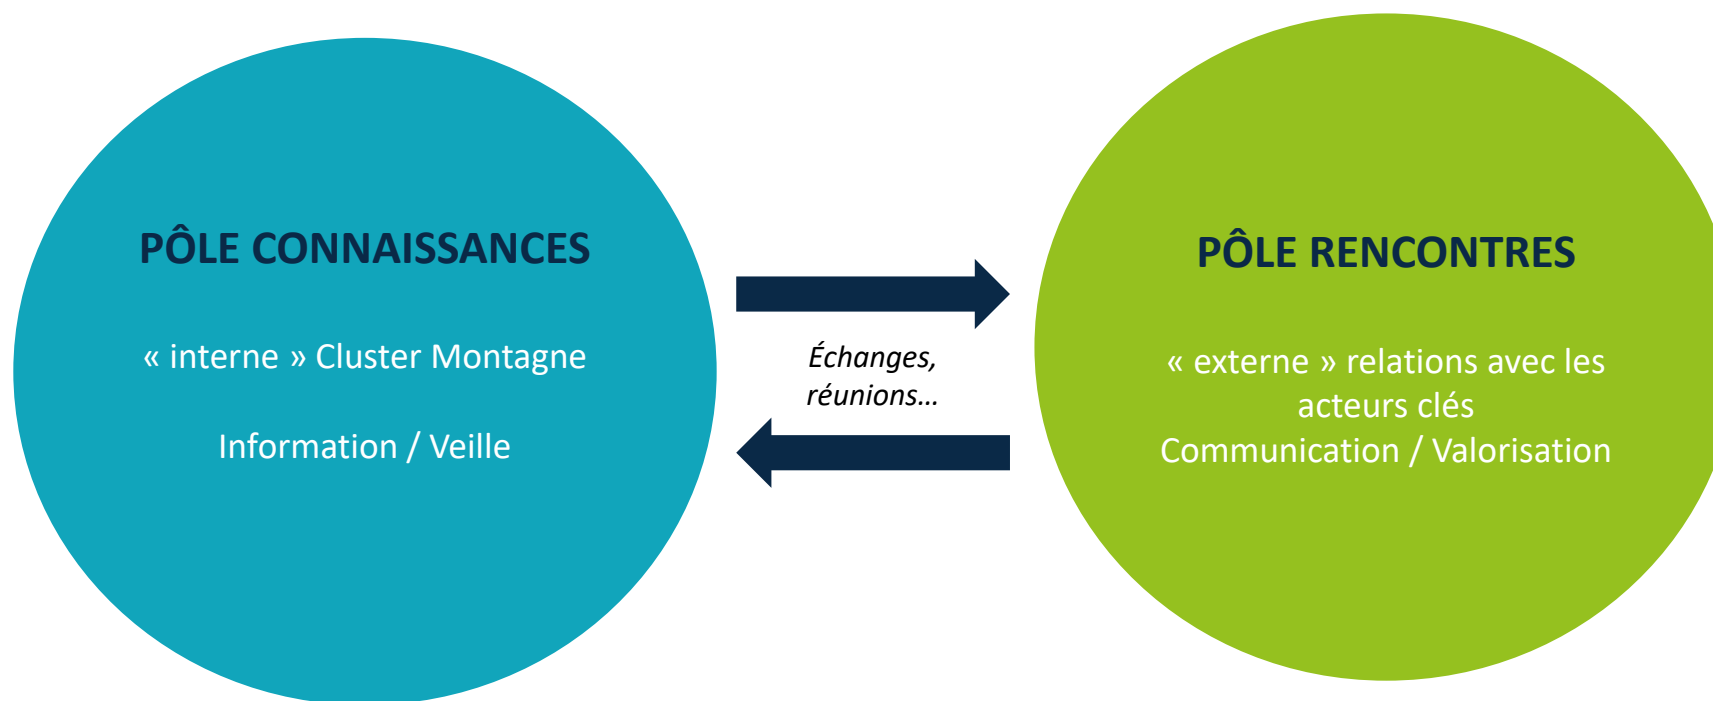 PÔLE CONNAISSANCES
« interne » Cluster Montagne
Information / Veille
Échanges,
réunions…
PÔLE RENCONTRES
« externe » relations avec les
acteurs clés
Communication / Valorisation